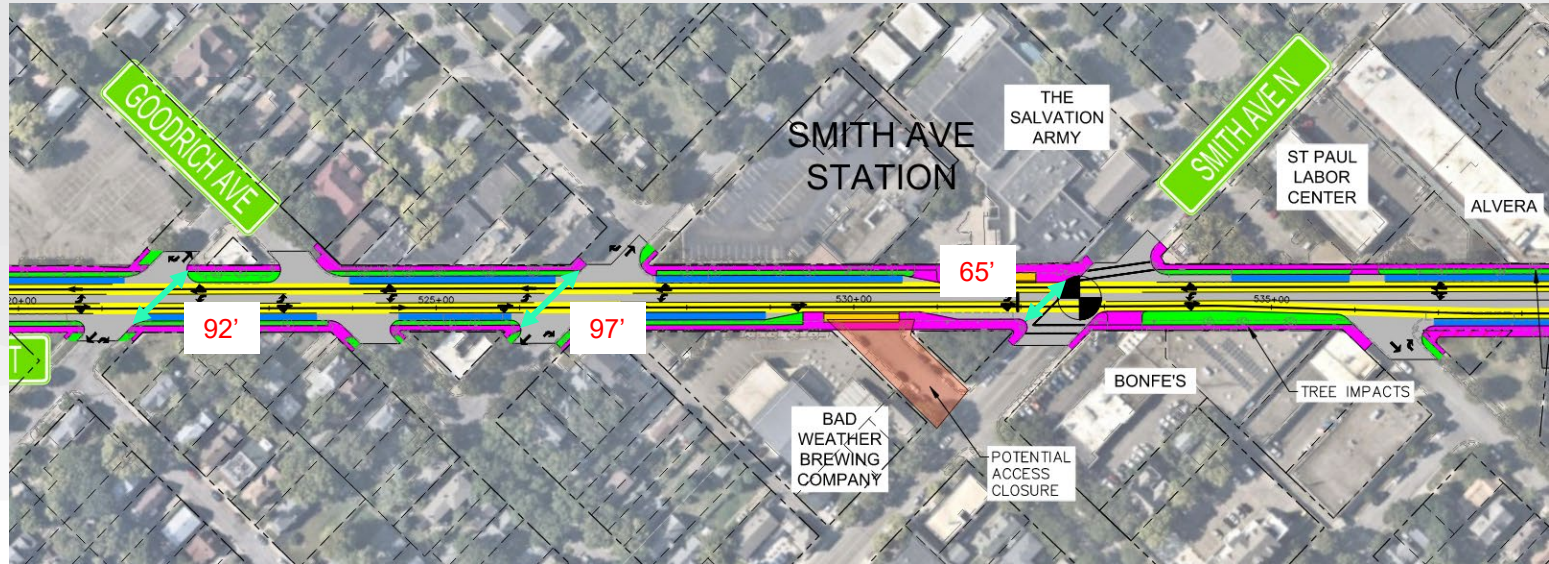 GOODRICH AVE
SMITH AVE
STATION
THE
SALVATION
ARMY
SMITH AVE N
ST PAUL
LABOR
CENTER
ALVERA
65'
525+00
530+00
535+00
92'
97'
T
BAD
WEATHER
BREWING
COMPANY
POTENTIAL
ACCESS
CLOSURE
BONFE'S
TREE IMPACTS